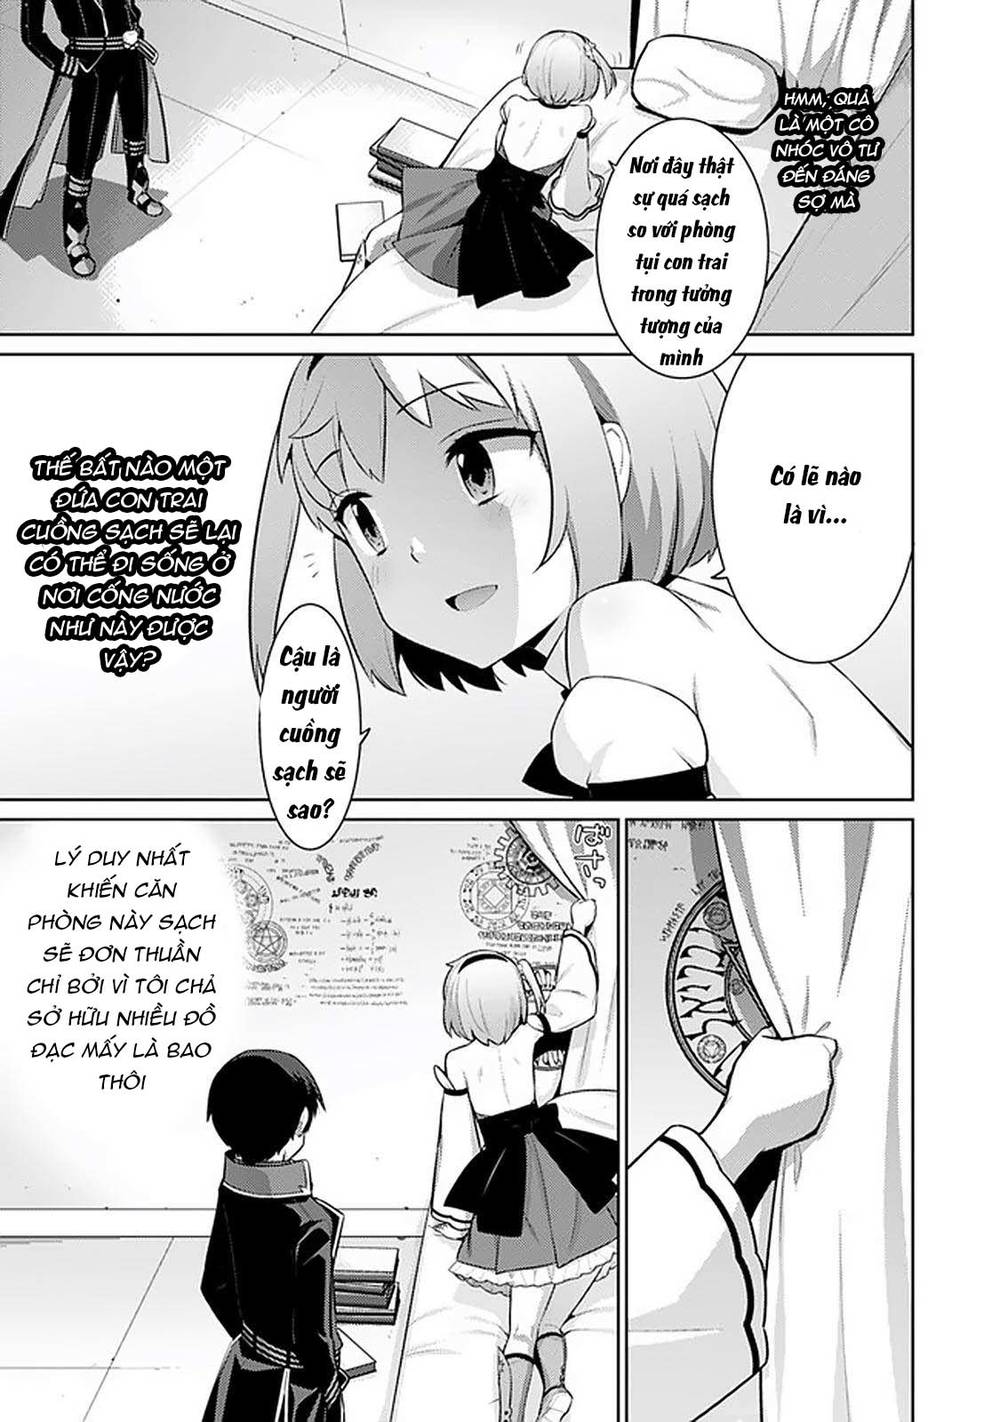 HMM, QUẢ
LÀ MỘT CÔ
NHÓC VÔ TƯ
ĐẾN ĐÁNG
SỢ MÀ
Nơi đây thật
sự quá sạch
so với phòng
tụi con trai
trong tưởng
tượng của
mình
Có lẽ nào
là vì...
THẾ BẤT NÀO MỘT
ĐỨA CON TRAI
CUỒNG SẠCH SẼ LẠI
CÓ THỂ ĐI SỐNG Ở
NƠI CỐNG NƯỚC
NHƯ NÀY ĐƯỢC
VẬY?
Cậu là
người
cuồng
sạch sẽ
sao?
ばさっ
LÝ DUY NHẤT
KHIẾN CĂN
PHÒNG NÀY SẠCH
SẼ ĐƠN THUẦN
CHỈ BỞI VÌ TÔI CHẢ
SỞ HỮU NHIỀU ĐỒ
ĐẠC MẤY LÀ BAO
THÔI